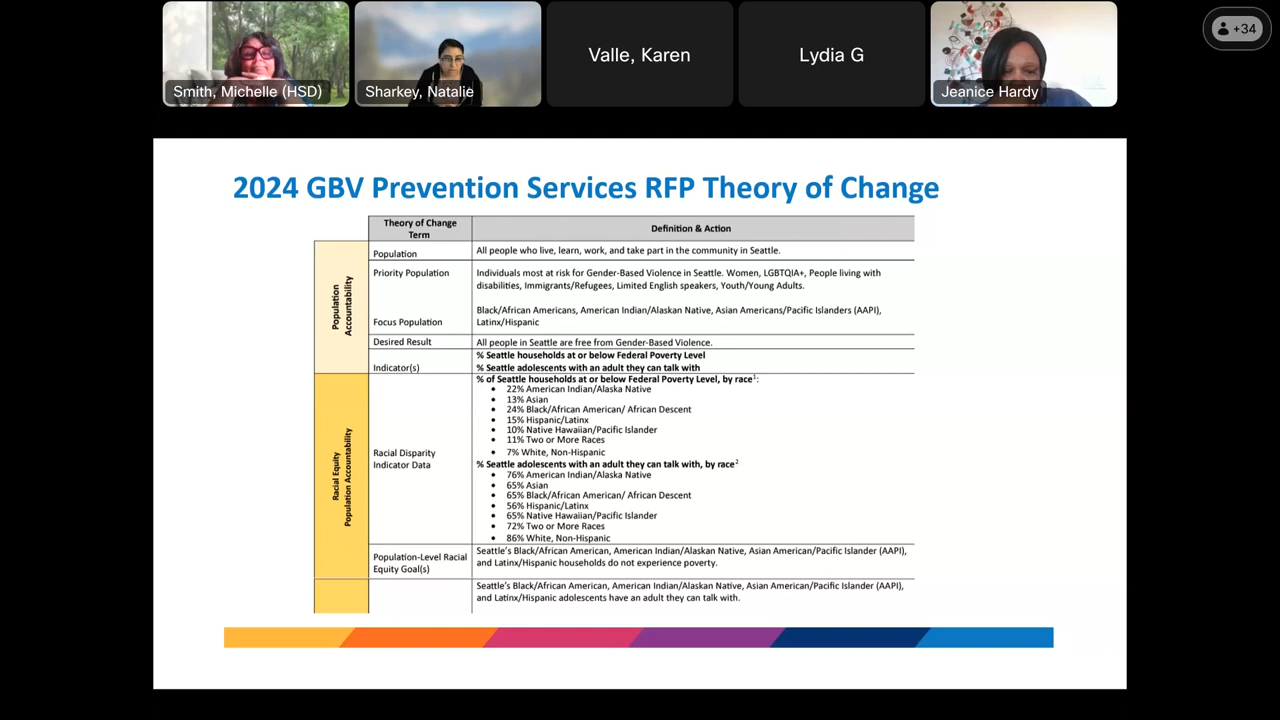 Smith, Michelle (HSD)
Sharkey, Natalie
Valle, Karen
Lydia G
Jeanice Hardy
+34
2024 GBV Prevention Services RFP Theory of Change
Theory of Change
Term
Definition & Action
Population
Accountability
Population
All people who live, learn, work, and take part in the community in Seattle.
Priority Population
Individuals most at risk for Gender-Based Violence in Seattle. Women, LGBTQIA+, People living with
disabilities, Immigrants/Refugees, Limited English speakers, Youth/Young Adults.
Focus Population
Black/African Americans, American Indian/Alaskan Native, Asian Americans/Pacific Islanders (AAPI),
Latinx/Hispanic
Desired Result
All people in Seattle are free from Gender-Based Violence.
Indicator(s)
% Seattle households at or below Federal Poverty Level
% Seattle adolescents with an adult they can talk with
Racial Equity
Population Accountability
Racial Disparity
Indicator Data
% of Seattle households at or below Federal Poverty Level, by race¹:
• 22% American Indian/Alaska Native
• 13% Asian
• 24% Black/African American/ African Descent
• 15% Hispanic/Latinx
• 10% Native Hawaiian/Pacific Islander
• 11% Two or More Races
• 7% White, Non-Hispanic
% Seattle adolescents with an adult they can talk with, by race²
• 76% American Indian/Alaska Native
• 65% Asian
• 65% Black/African American/ African Descent
• 56% Hispanic/Latinx
• 65% Native Hawaiian/Pacific Islander
• 72% Two or More Races
• 86% White, Non-Hispanic
Population-Level Racial
Equity Goal(s)
Seattle's Black/African American, American Indian/Alaskan Native, Asian American/Pacific Islander (AAPI),
and Latinx/Hispanic households do not experience poverty.
Seattle's Black/African American, American Indian/Alaskan Native, Asian American/Pacific Islander (AAPI),
and Latinx/Hispanic adolescents have an adult they can talk with.